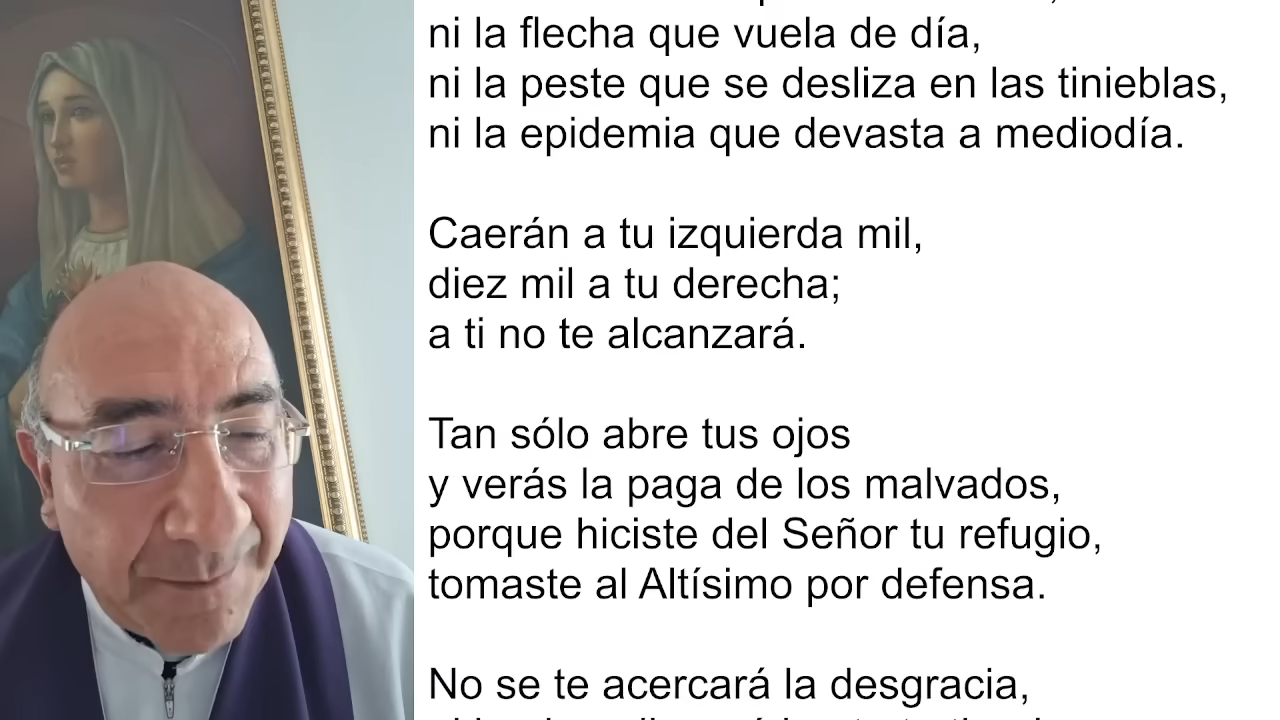 ni la flecha que vuela de día,
ni la peste que se desliza en las tinieblas,
ni la epidemia que devasta a mediodía.
Caerán a tu izquierda mil,
diez mil a tu derecha;
a ti no te alcanzará.
Tan sólo abre tus ojos
y verás la paga de los malvados,
porque hiciste del Señor tu refugio,
tomaste al Altísimo por defensa.
No se te acercará la desgracia,